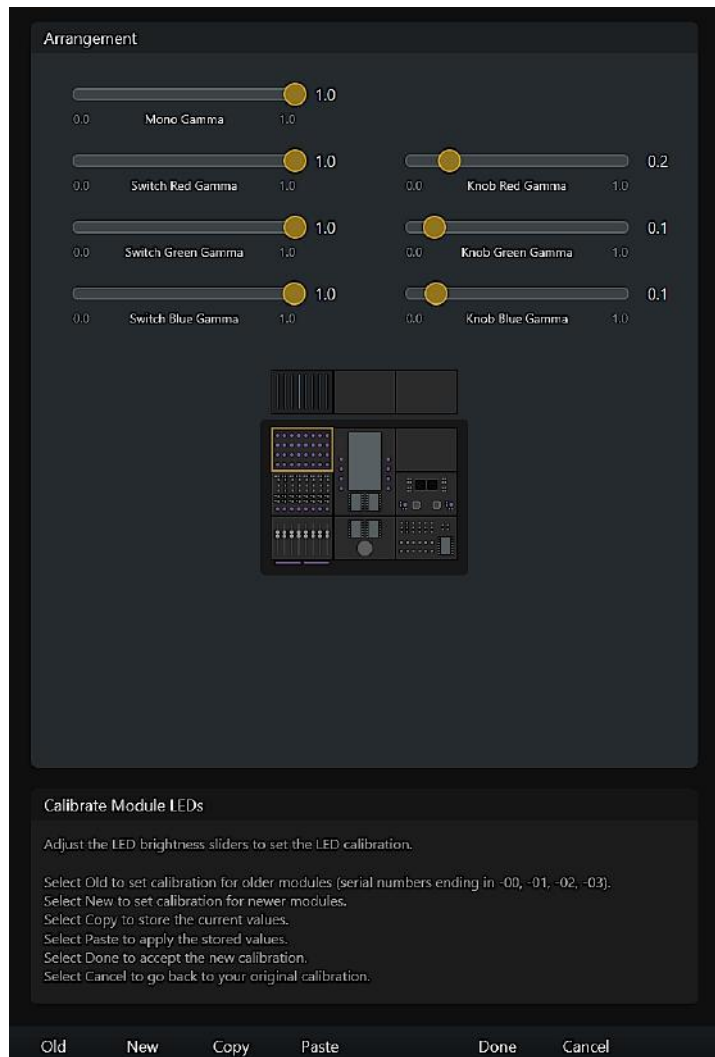 Arrangement
1.0
0.0 Mono Gamma 1.0
1.0 0.2
0.0 Switch Red Gamma 1.0 0.0 Knob Red Gamma 1.0
1.0 0.1
0.0 Switch Green Gamma 1.0 0.0 Knob Green Gamma 1.0
1.0 0.1
0.0 Switch Blue Gamma 1.0 0.0 Knob Blue Gamma 1.0
Calibrate Module LEDs
Adjust the LED brightness sliders to set the LED calibration.
Select Old to set calibration for older modules (serial numbers ending in -00, -01, -02, -03).
Select New to set calibration for newer modules.
Select Copy to store the current values.
Select Paste to apply the stored values.
Select Done to accept the new calibration.
Select Cancel to go back to your original calibration.
Old New Copy Paste Done Cancel